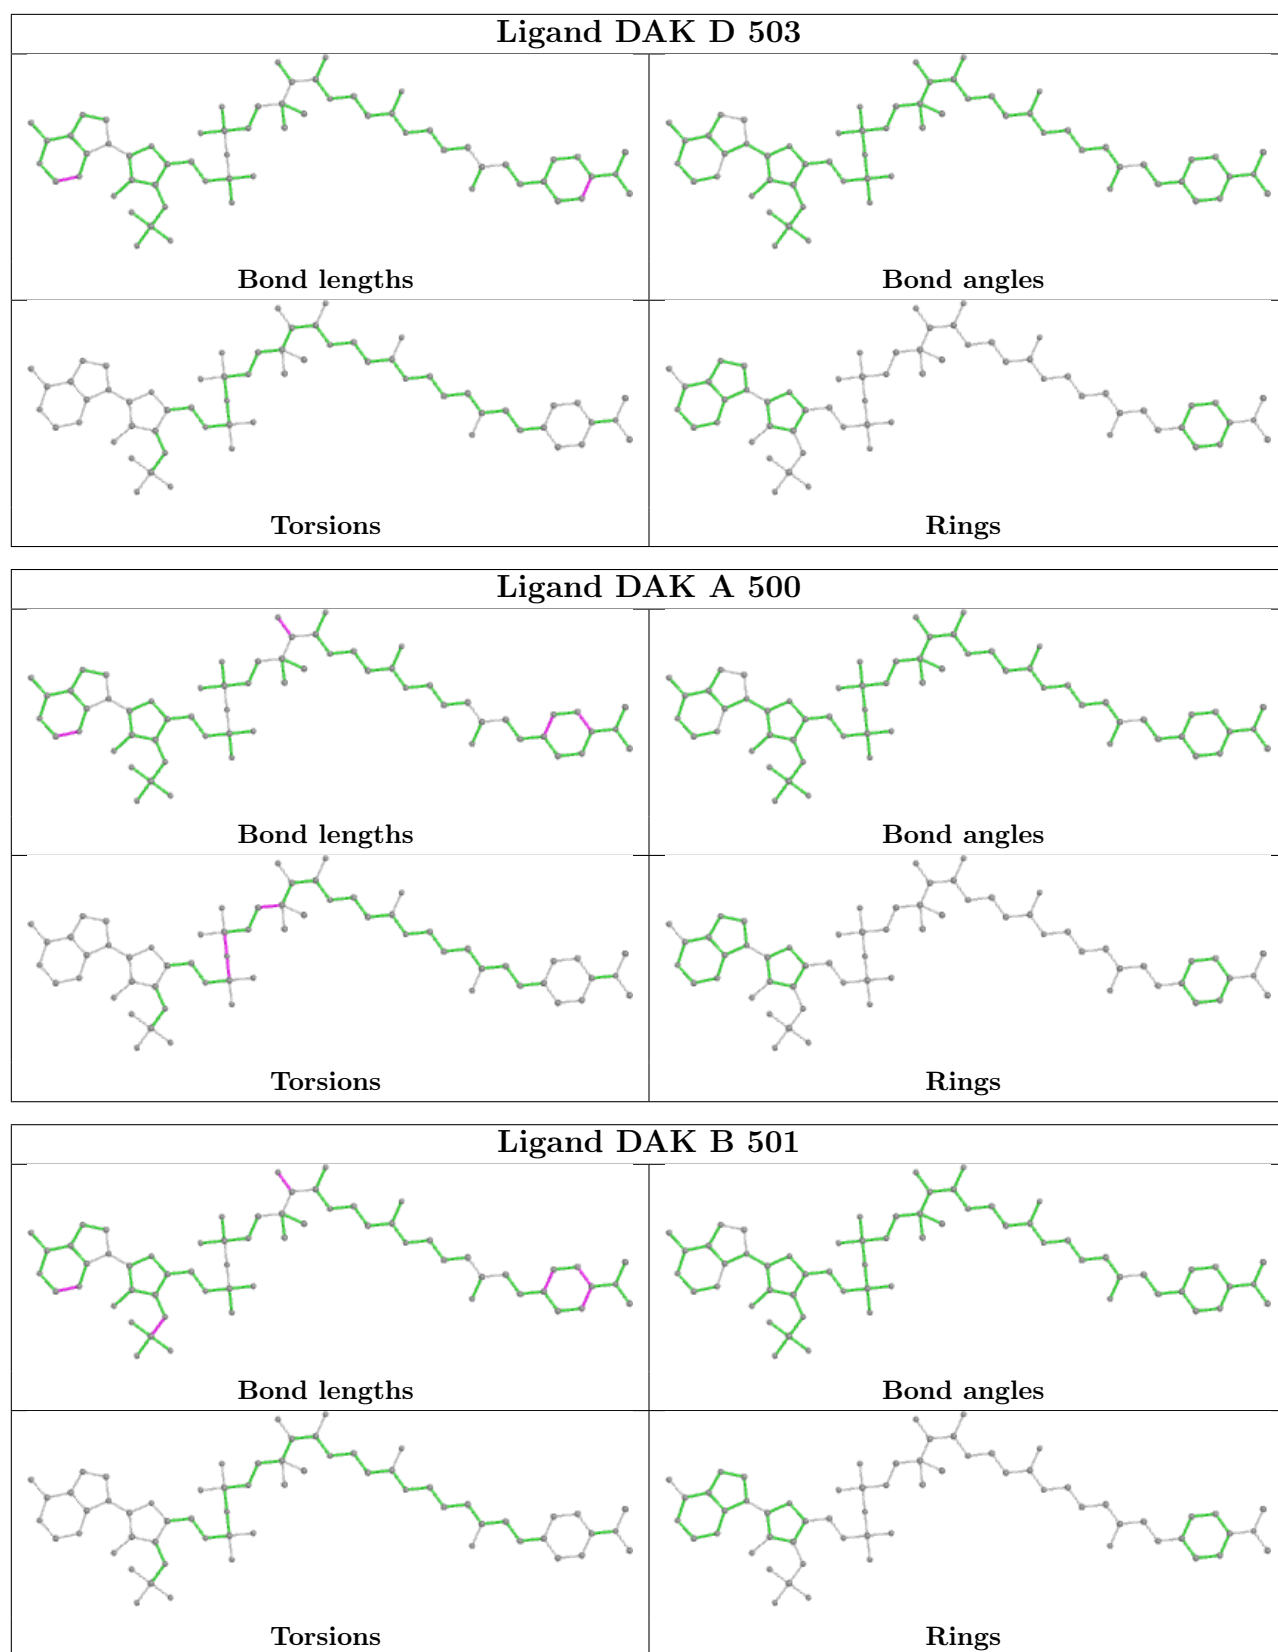 Ligand DAK D 503
Bond lengths
Bond angles
Torsions
Rings
Ligand DAK A 500
Bond lengths
Bond angles
Torsions
Rings
Ligand DAK B 501
Bond lengths
Bond angles
Torsions
Rings